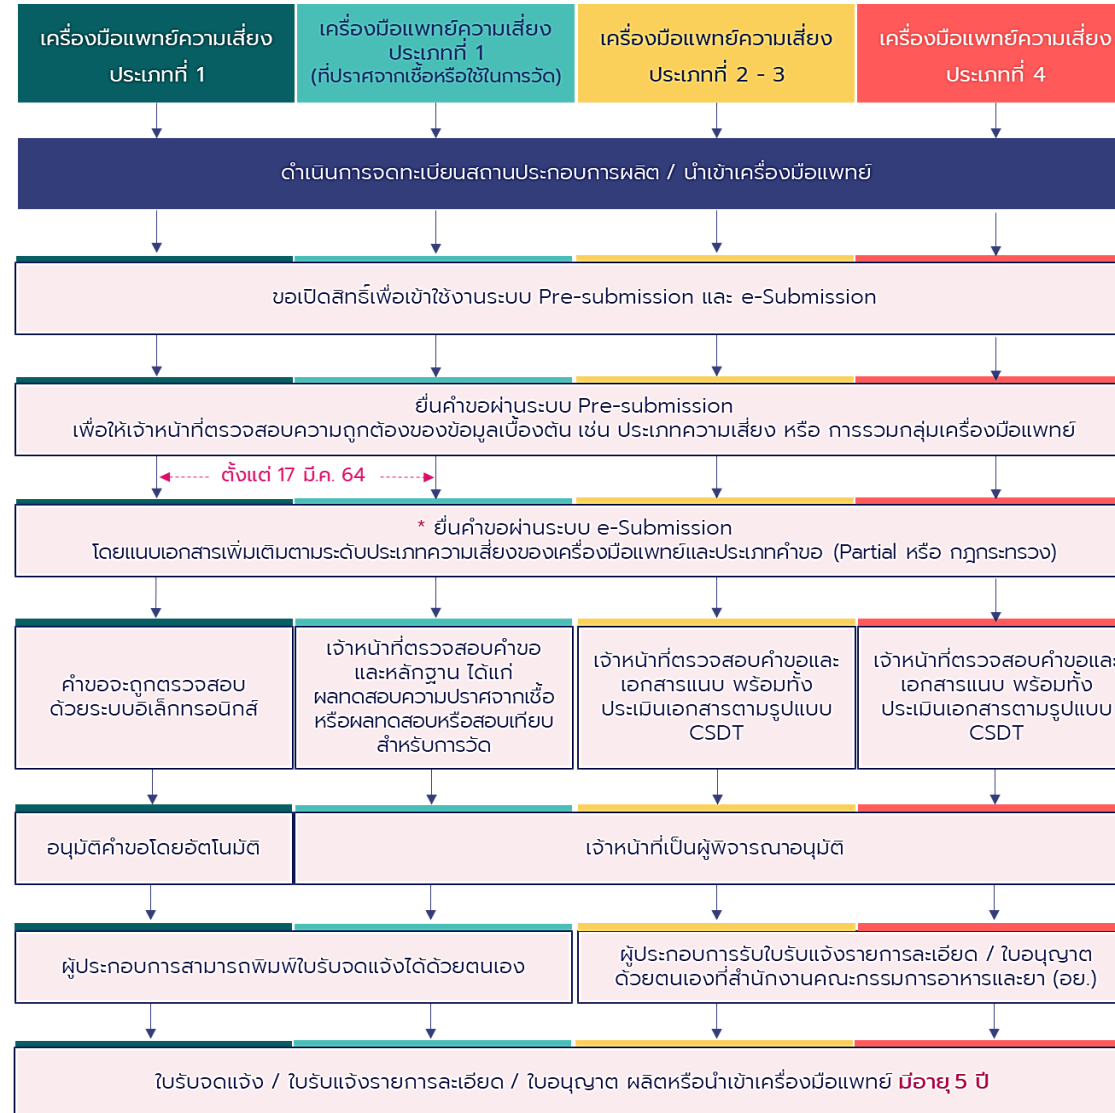 เครื่องมือแพทย์ความเสี่ยง
ประเภทที่ 1
เครื่องมือแพทย์ความเสี่ยง
ประเภทที่ 1
(ที่ปราศจากเชื้อหรือใช้ในการวัด)
เครื่องมือแพทย์ความเสี่ยง
ประเภทที่ 2 - 3
เครื่องมือแพทย์ความเสี่ยง
ประเภทที่ 4
ดำเนินการจดทะเบียนสถานประกอบการผลิต / นำเข้าเครื่องมือแพทย์
ขอเปิดสิทธิ์เพื่อเข้าใช้งานระบบ Pre-submission และ e-Submission
ยื่นคำขอผ่านระบบ Pre-submission
เพื่อให้เจ้าหน้าที่ตรวจสอบความถูกต้องของข้อมูลเบื้องต้น เช่น ประเภทความเสี่ยง หรือ การรวมกลุ่มเครื่องมือแพทย์
ตั้งแต่ 17 มี.ค. 64
* ยื่นคำขอผ่านระบบ e-Submission
โดยแนบเอกสารเพิ่มเติมตามระดับประเภทความเสี่ยงของเครื่องมือแพทย์และประเภทคำขอ (Partial หรือ กฎกระทรวง)
คำขอจะถูกตรวจสอบ
ด้วยระบบอิเล็กทรอนิกส์
เจ้าหน้าที่ตรวจสอบคำขอ
และหลักฐาน ได้แก่
ผลทดสอบความปราศจากเชื้อ
หรือผลทดสอบหรือสอบเทียบ
สำหรับการวัด
เจ้าหน้าที่ตรวจสอบคำขอและ
เอกสารแนบ พร้อมทั้ง
ประเมินเอกสารตามรูปแบบ
CSDT
เจ้าหน้าที่ตรวจสอบคำขอและ
เอกสารแนบ พร้อมทั้ง
ประเมินเอกสารตามรูปแบบ
CSDT
อนุมัติคำขอโดยอัตโนมัติ
เจ้าหน้าที่เป็นผู้พิจารณาอนุมัติ
ผู้ประกอบการสามารถพิมพ์ใบรับจดแจ้งได้ด้วยตนเอง
ผู้ประกอบการรับใบรับแจ้งรายการละเอียด / ใบอนุญาต
ด้วยตนเองที่สำนักงานคณะกรรมการอาหารและยา (อย.)
ใบรับจดแจ้ง / ใบรับแจ้งรายการละเอียด / ใบอนุญาต ผลิตหรือนำเข้าเครื่องมือแพทย์ มีอายุ 5 ปี